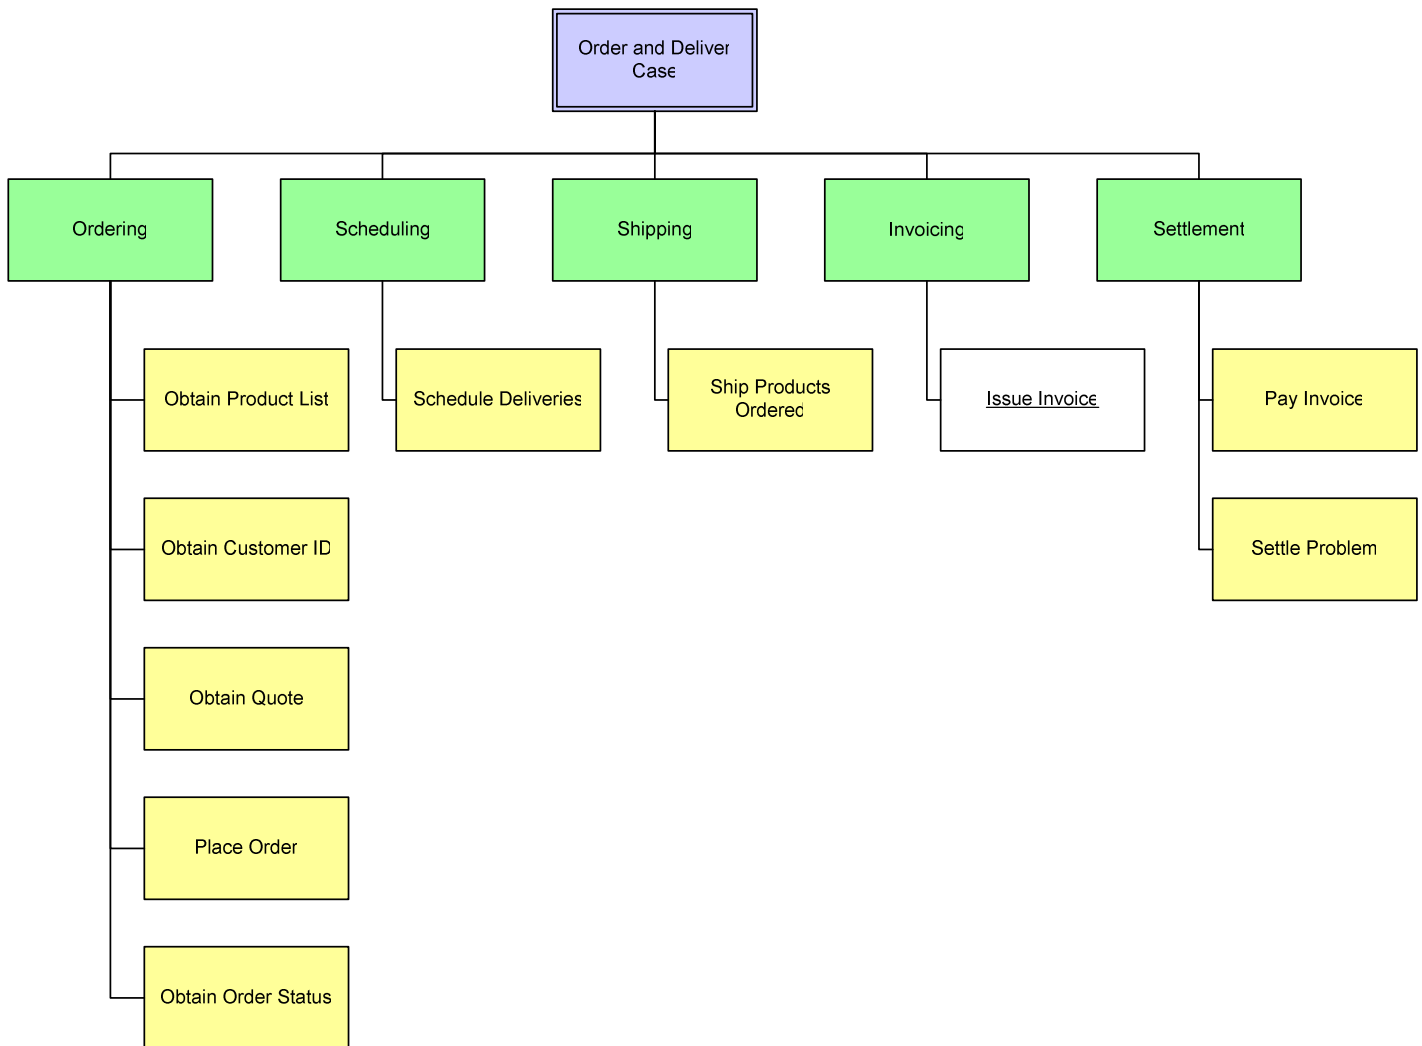 Order and Deliver
Case
Ordering
Scheduling
Shipping
Invoicing
Settlement
Obtain Product List
Schedule Deliveries
Ship Products
Ordered
Issue Invoice
Pay Invoice
Obtain Customer ID
Settle Problem
Obtain Quote
Place Order
Obtain Order Status